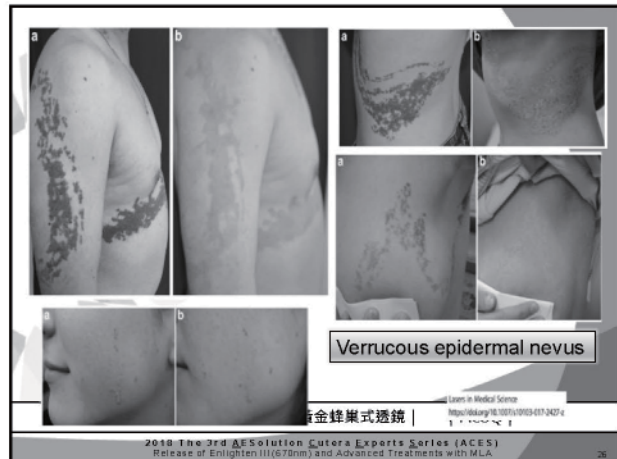 a
b
a
b
a
b
a
b
Verrucous epidermal nevus
Lasers in Medical Science
https://doi.org/10.1007/s10103-017-2427-z
金蜂巢式透鏡 |
2018 The 3rd AESolution Cutera Experts Series (ACES)
Release of Enlighten III(670nm) and Advanced Treatments with MLA
26